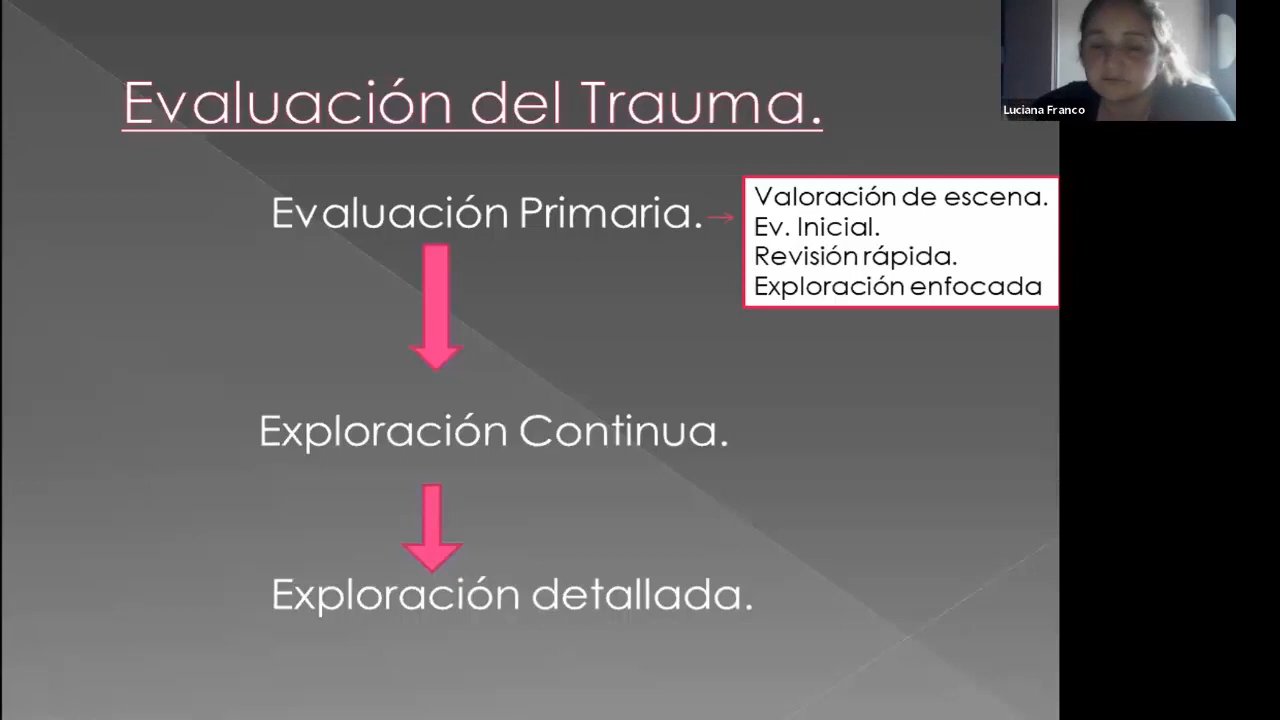 Evaluación del Trauma.
Luciana Franco
Evaluación Primaria.
Valoración de escena.
Ev. Inicial.
Revisión rápida.
Exploración enfocada
Exploración Continua.
Exploración detallada.